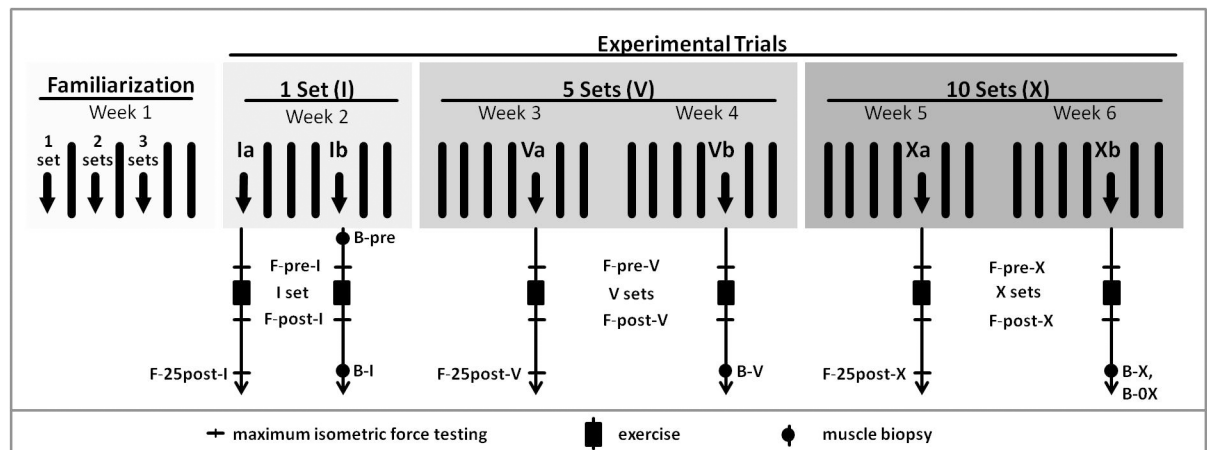 Experimental Trials
Familiarization
Week 1
1 set
2 sets
3 sets
1 Set (I)
Week 2
Ia
Ib
5 Sets (V)
Week 3
Week 4
Va
Vb
10 Sets (X)
Week 5
Week 6
Xa
Xb
B-pre
F-pre-I
F-pre-V
F-pre-X
I set
V sets
X sets
F-post-I
F-post-V
F-post-X
F-25post-I
B-I
F-25post-V
B-V
F-25post-X
B-X,
B-0X
maximum isometric force testing
exercise
muscle biopsy